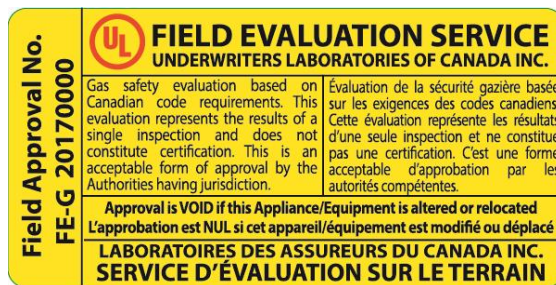 Field Approval No.
FE-G 20170000
UL
FIELD EVALUATION SERVICE
UNDERWRITERS LABORATORIES OF CANADA INC.
Gas safety evaluation based on
Canadian code requirements. This
evaluation represents the results of a
single inspection and does not
constitute certification. This is an
acceptable form of approval by the
Authorities having jurisdiction.
Évaluation de la sécurité gazière basée
sur les exigences des codes canadiens
Cette évaluation représente les résultats
d'une seule inspection et ne constitue
pas une certification. C'est une forme
acceptable d'approbation par les
autorités compétentes.
Approval is VOID if this Appliance/Equipment is altered or relocated
L'approbation est NUL si cet appareil/équipement est modifié ou déplacé
LABORATOIRES DES ASSUREURS DU CANADA INC.
SERVICE D'ÉVALUATION SUR LE TERRAIN